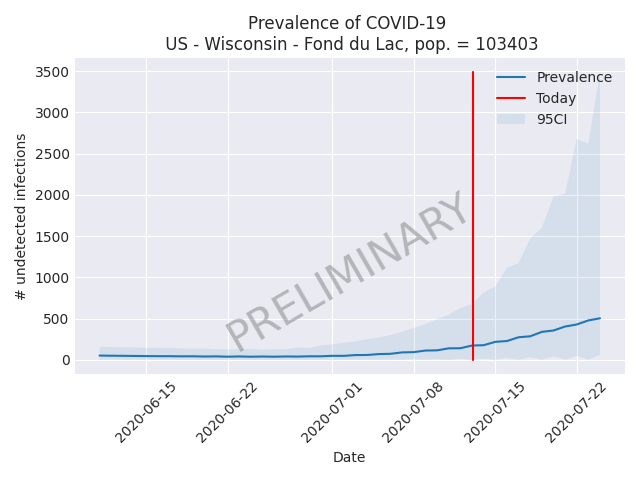 Prevalence of COVID-19
US - Wisconsin - Fond du Lac, pop. = 103403
3500
3000
2500
2000
1500
1000
500
0
# undetected infections
Prevalence
Today
95CI
PRELIMINARY
2020-06-15
2020-06-22
2020-07-01
2020-07-08
2020-07-15
2020-07-22
Date